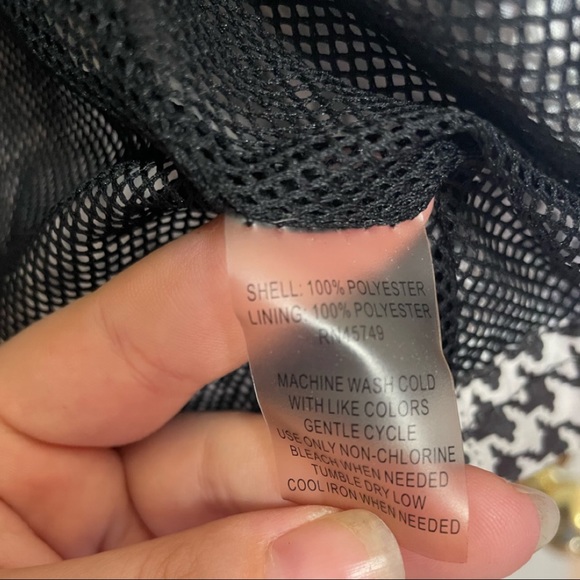 SHELL: 100% POLYESTER
LINING: 100% POLYESTER
RN45749
MACHINE WASH COLD
WITH LIKE COLORS
GENTLE CYCLE
USE ONLY NON-CHLORINE
BLEACH WHEN NEEDED
TUMBLE DRY LOW
COOL IRON WHEN NEEDED